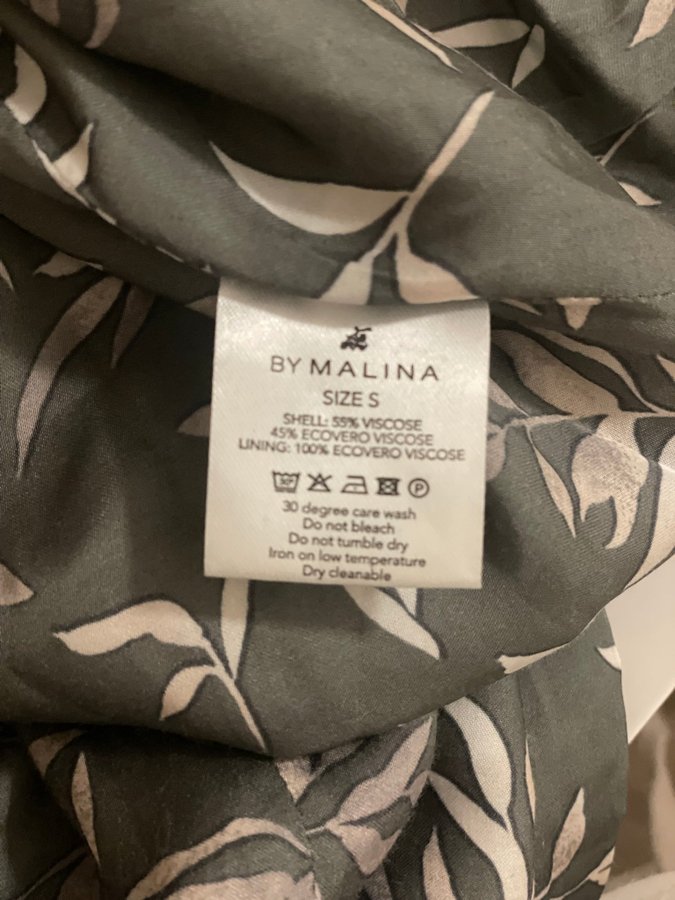 BY MALINA
SIZE S
SHELL: 55% VISCOSE
45% ECOVERO VISCOSE
LINING: 100% ECOVERO VISCOSE
30°
P
30 degree care wash
Do not bleach
Do not tumble dry
Iron on low temperature
Dry cleanable